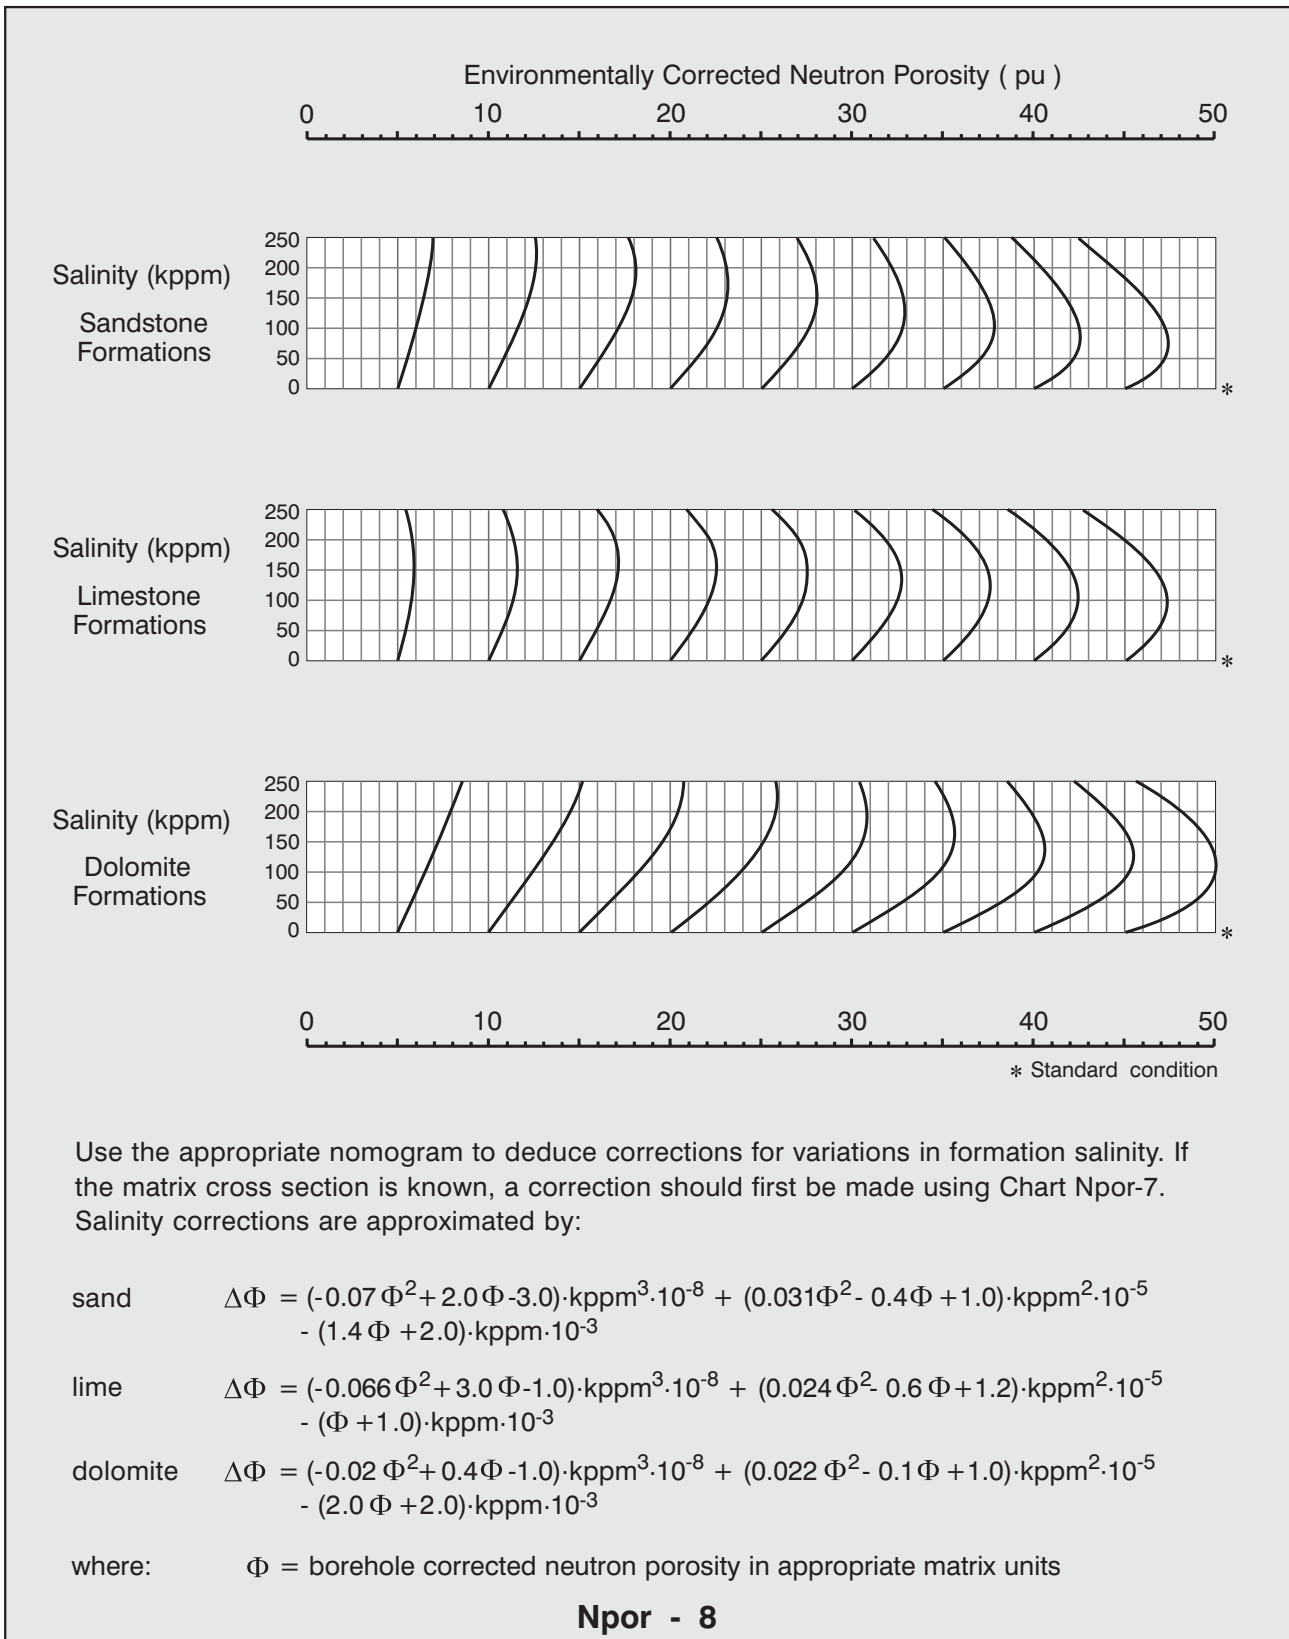 Environmentally Corrected Neutron Porosity ( pu )
0 10 20 30 40 50
250
200
150
100
50
0
Salinity (kppm)
Sandstone
Formations
*
250
200
150
100
50
0
Salinity (kppm)
Limestone
Formations
*
250
200
150
100
50
0
Salinity (kppm)
Dolomite
Formations
*
0 10 20 30 40 50
* Standard condition
Use the appropriate nomogram to deduce corrections for variations in formation salinity. If
the matrix cross section is known, a correction should first be made using Chart Npor-7.
Salinity corrections are approximated by:
sand ΔΦ = (-0.07 Φ²+ 2.0 Φ-3.0)·kppm³·10⁻⁸ + (0.031Φ²- 0.4Φ +1.0)·kppm²·10⁻⁵
- (1.4 Φ +2.0)·kppm·10⁻³
lime ΔΦ = (-0.066 Φ²+ 3.0 Φ-1.0)·kppm³·10⁻⁸ + (0.024 Φ²- 0.6 Φ +1.2)·kppm²·10⁻⁵
- (Φ +1.0)·kppm·10⁻³
dolomite ΔΦ = (-0.02 Φ²+ 0.4Φ -1.0)·kppm³·10⁻⁸ + (0.022 Φ²- 0.1Φ +1.0)·kppm²·10⁻⁵
- (2.0 Φ +2.0)·kppm·10⁻³
where: Φ = borehole corrected neutron porosity in appropriate matrix units
Npor - 8